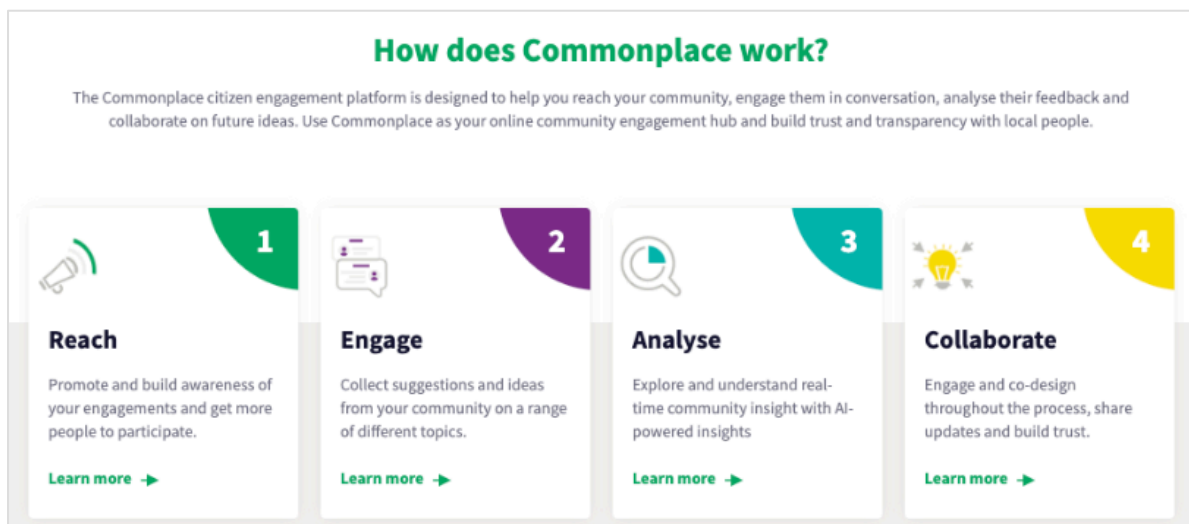 How does Commonplace work?
The Commonplace citizen engagement platform is designed to help you reach your community, engage them in conversation, analyse their feedback and
collaborate on future ideas. Use Commonplace as your online community engagement hub and build trust and transparency with local people.
1
Reach
Promote and build awareness of
your engagements and get more
people to participate.
Learn more
2
Engage
Collect suggestions and ideas
from your community on a range
of different topics.
Learn more
3
Analyse
Explore and understand real-
time community insight with AI-
powered insights
Learn more
4
Collaborate
Engage and co-design
throughout the process, share
updates and build trust.
Learn more